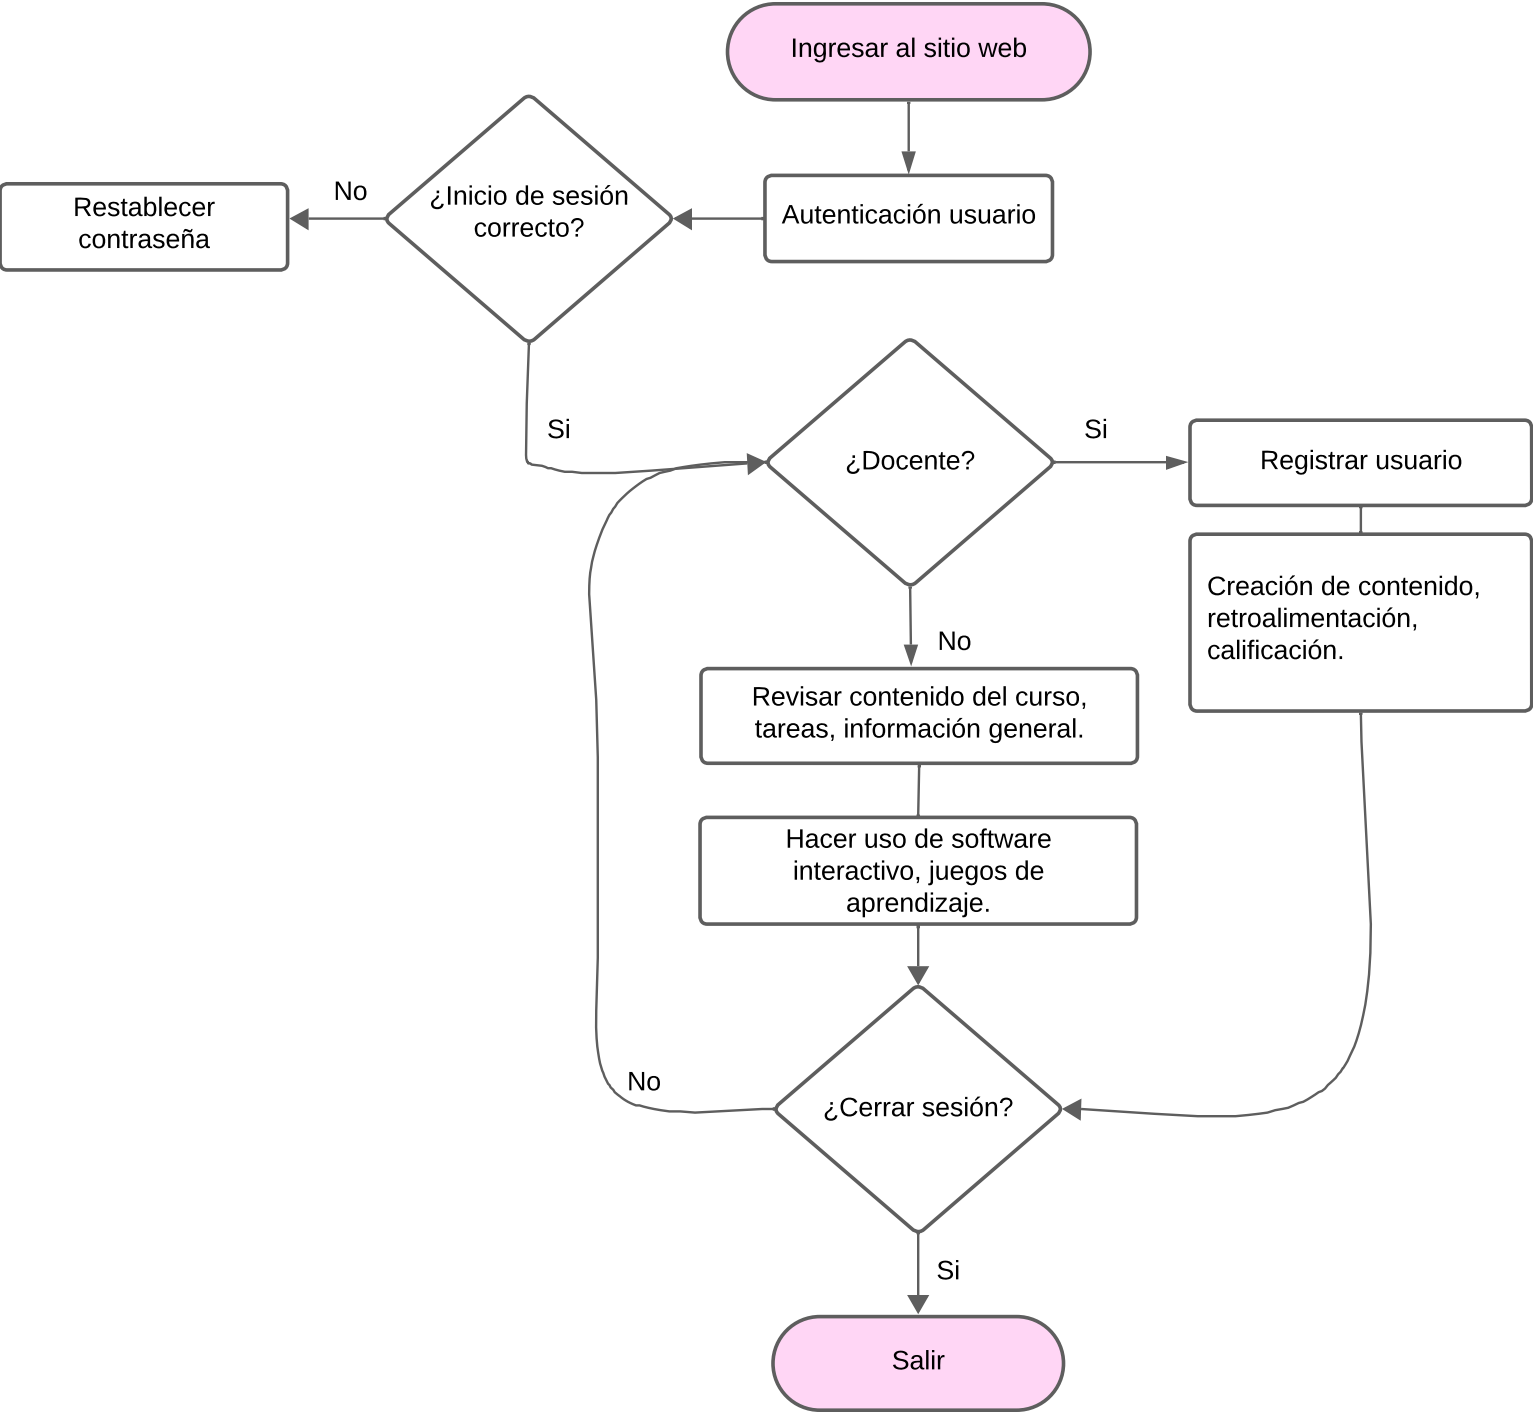 Ingresar al sitio web
Autenticación usuario
¿Inicio de sesión
correcto?
No
Restablecer
contraseña
Si
¿Docente?
Si
Registrar usuario
Creación de contenido,
retroalimentación,
calificación.
No
Revisar contenido del curso,
tareas, información general.
Hacer uso de software
interactivo, juegos de
aprendizaje.
¿Cerrar sesión?
No
Si
Salir